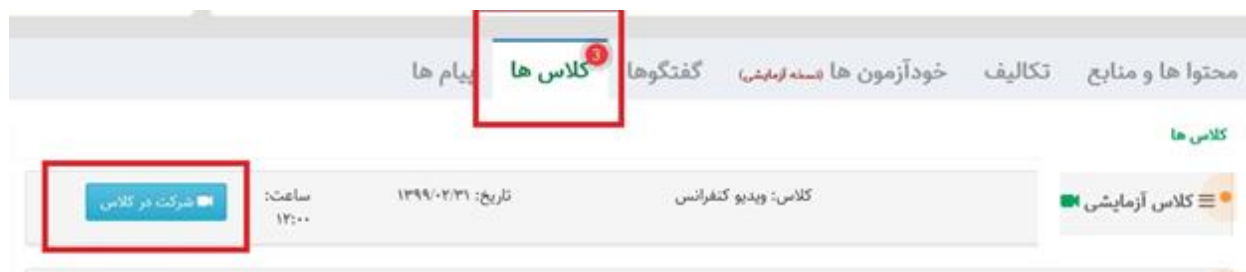 محتوا ها و منابع تکالیف خودآزمون ها (نسخه آزمایشی) گفتگوها کلاس ها 3 پیام ها
کلاس ها
کلاس آزمایشی کلاس: ویدیو کنفرانس تاریخ: ۱۳۹۹/۰۲/۳۱ ساعت: شرکت در کلاس
۱۲:۰۰